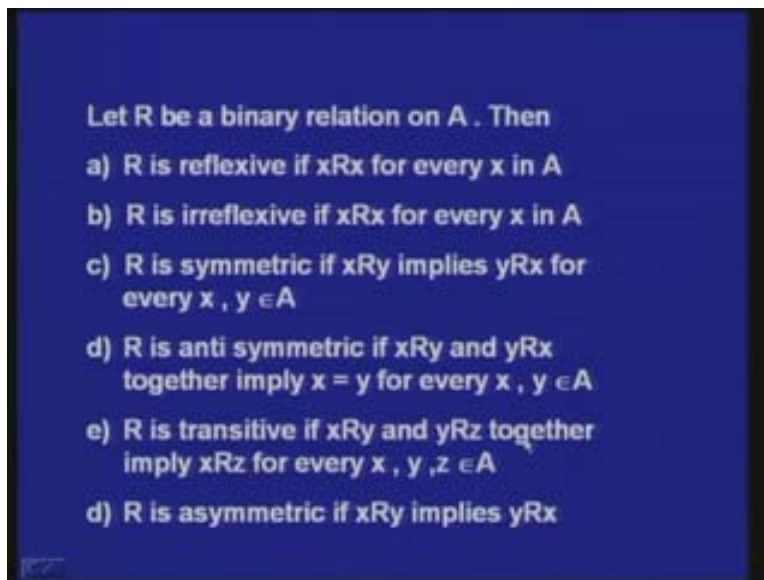 Let R be a binary relation on A . Then
a) R is reflexive if xRx for every x in A
b) R is irreflexive if xRx for every x in A
c) R is symmetric if xRy implies yRx for
every x , y ∈A
d) R is anti symmetric if xRy and yRx
together imply x = y for every x , y ∈A
e) R is transitive if xRy and yRz together
imply xRz for every x , y ,z ∈A
d) R is asymmetric if xRy implies yRx